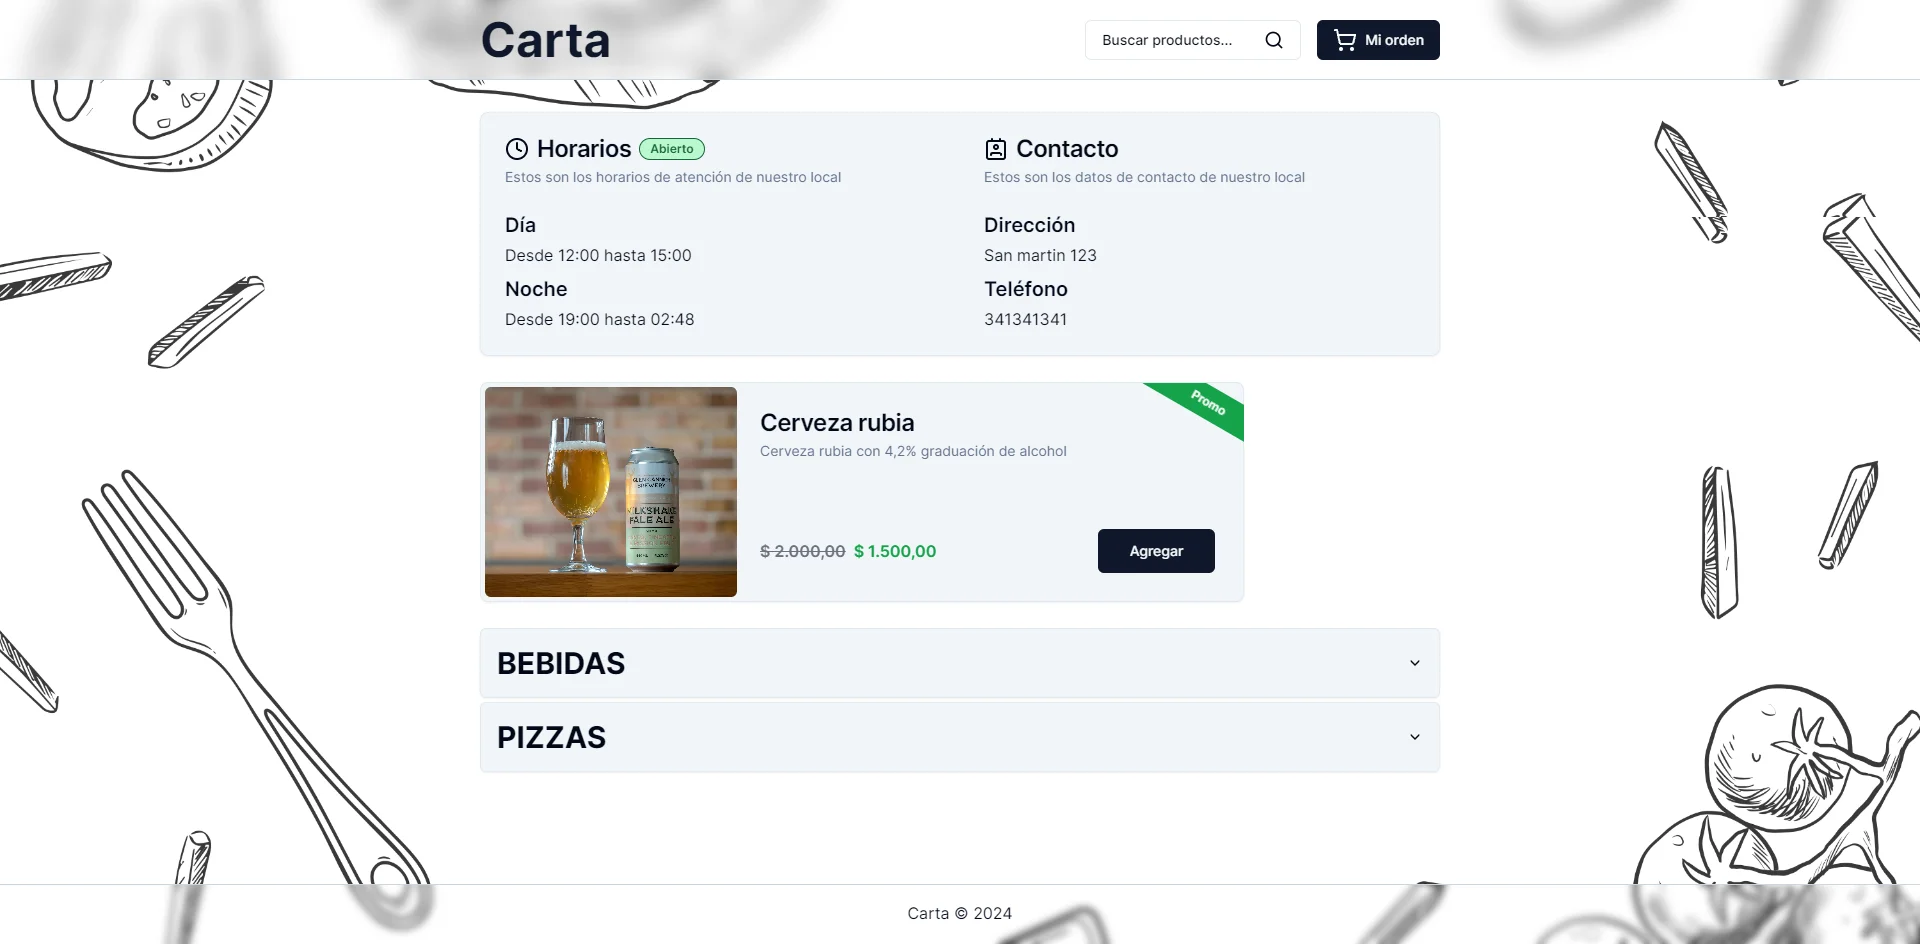 Carta
Buscar productos...
Mi orden
Horarios
Abierto
Estos son los horarios de atención de nuestro local
Día
Desde 12:00 hasta 15:00
Noche
Desde 19:00 hasta 02:48
Contacto
Estos son los datos de contacto de nuestro local
Dirección
San martin 123
Teléfono
341341341
BREWERY
PALE ALE
Promo
Cerveza rubia
Cerveza rubia con 4,2% graduación de alcohol
$ 2.000,00 $ 1.500,00
Agregar
BEBIDAS
PIZZAS
Carta © 2024